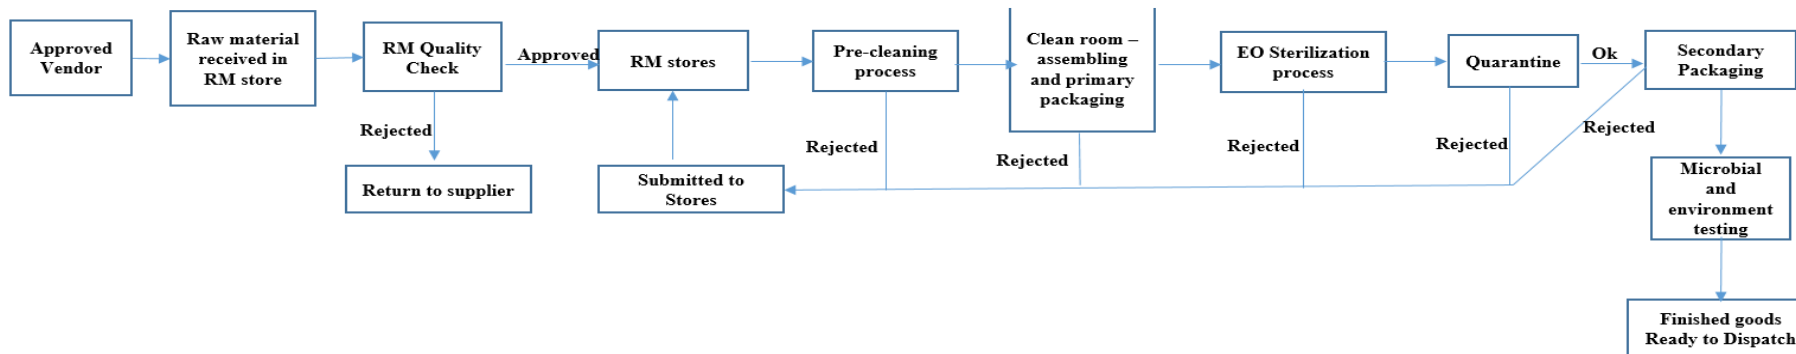 Approved
Vendor
Raw material
received in
RM store
RM Quality
Check
Approved
RM stores
Pre-cleaning
process
Clean room –
assembling
and primary
packaging
EO Sterilization
process
Quarantine
Ok
Secondary
Packaging
Rejected
Return to supplier
Submitted to
Stores
Rejected
Rejected
Rejected
Rejected
Rejected
Microbial
and
environment
testing
Finished goods
Ready to Dispatch